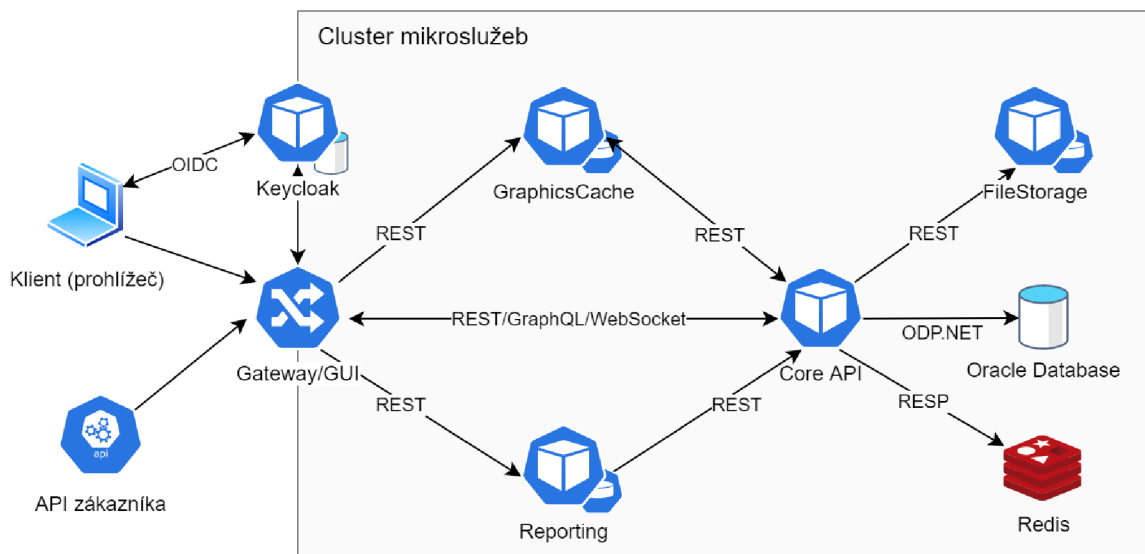 Cluster mikroslužeb
OIDC
Keycloak
GraphicsCache
FileStorage
REST
REST
REST
Klient (prohlížeč)
REST/GraphQL/WebSocket
ODP.NET
Gateway/GUI
Core API
Oracle Database
REST
REST
RESP
api
API zákazníka
Reporting
Redis